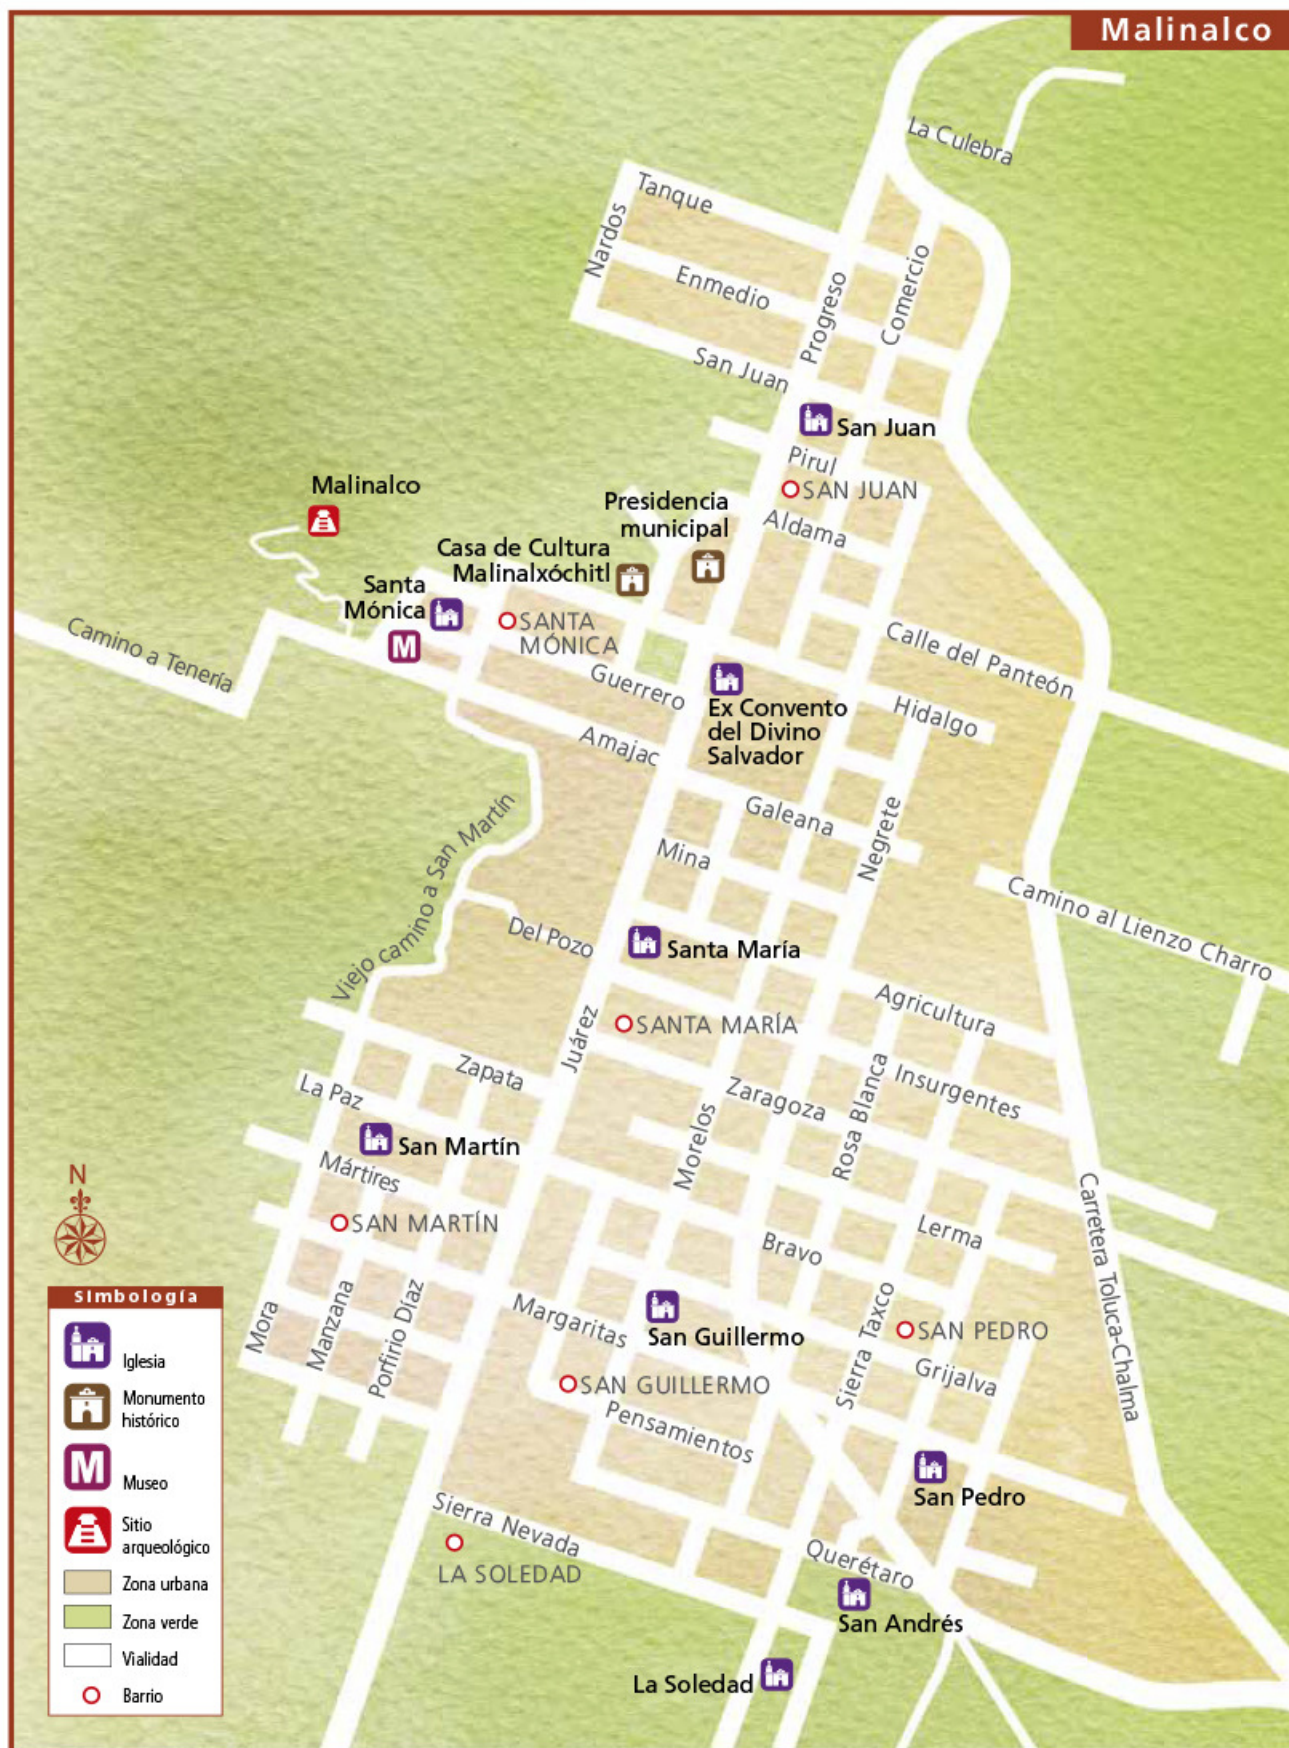 Malinalco
La Culebra
Tanque
Nardos
Enmedio
Comercio
Progreso
San Juan
San Juan
Pirul
SAN JUAN
Malinalco
Presidencia
municipal
Aldama
Casa de Cultura
Malinalxóchitl
Santa
Mónica
M
SANTA
MÓNICA
Camino a Tenería
Calle del Panteón
Guerrero
Ex Convento
del Divino
Salvador
Hidalgo
Amajac
Galeana
Negrete
Mina
Viejo camino a San Martín
Camino al Lienzo Charro
Del Pozo
Santa María
Agricultura
Juárez
SANTA MARÍA
Zapata
Insurgentes
La Paz
Zaragoza
Rosa Blanca
Morelos
San Martín
Mártires
N
SAN MARTÍN
Lerma
Bravo
Carretera Toluca-Chalma
Mora
Manzana
Porfirio Díaz
Margaritas
San Guillermo
Sierra Taxco
SAN PEDRO
Grijalva
SAN GUILLERMO
Pensamientos
San Pedro
Sierra Nevada
LA SOLEDAD
Querétaro
San Andrés
La Soledad
Simbología
Iglesia
Monumento
histórico
M
Museo
Sitio
arqueológico
Zona urbana
Zona verde
Vialidad
Barrio